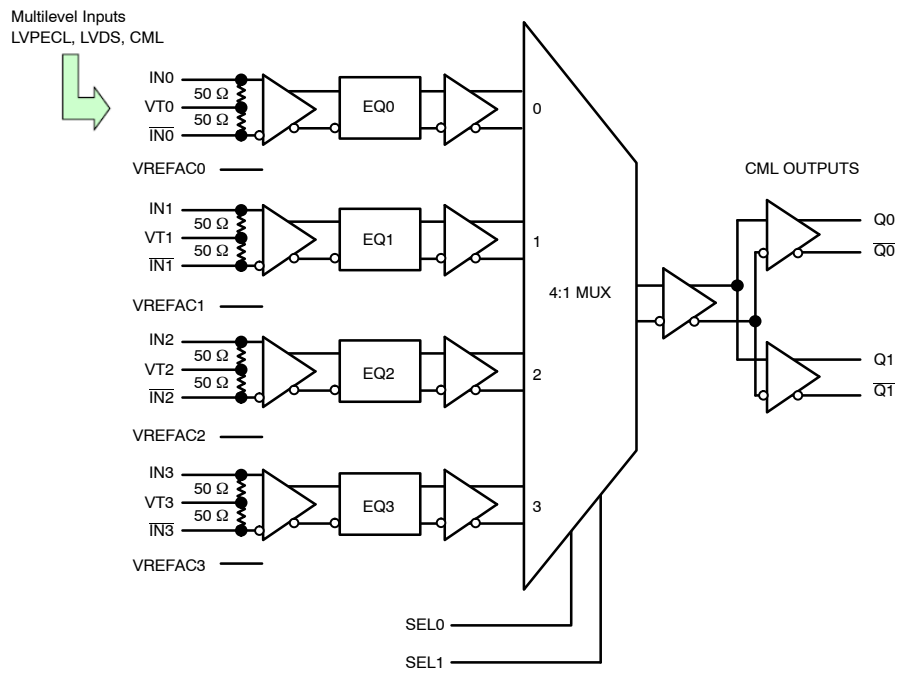 Multilevel Inputs
LVPECL, LVDS, CML
IN0
50 Ω
VT0
50 Ω
IN0
EQ0
0
VREFAC0
IN1
50 Ω
VT1
50 Ω
IN1
EQ1
1
VREFAC1
IN2
50 Ω
VT2
50 Ω
IN2
EQ2
2
VREFAC2
IN3
50 Ω
VT3
50 Ω
IN3
EQ3
3
VREFAC3
4:1 MUX
SEL0
SEL1
CML OUTPUTS
Q0
Q0
Q1
Q1